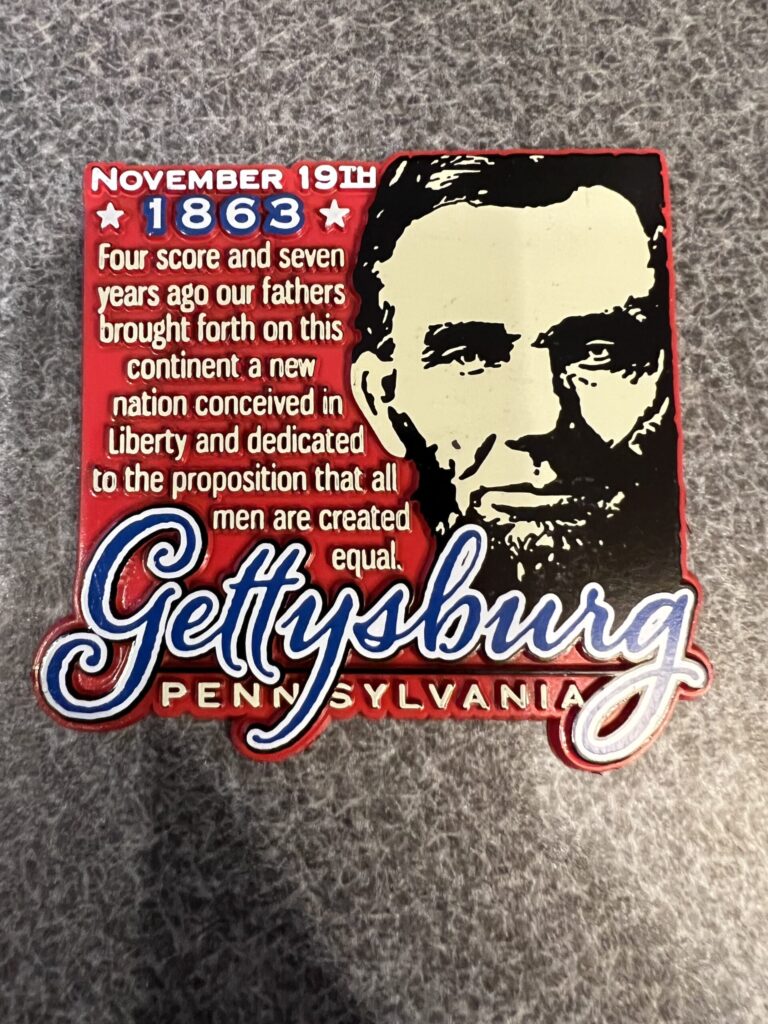 NOVEMBER 19TH
1863
Four score and seven
years ago our fathers
brought forth on this
continent a new
nation conceived in
Liberty and dedicated
to the proposition that all
men are created
equal.
Gettysburg
PENNSYLVANIA